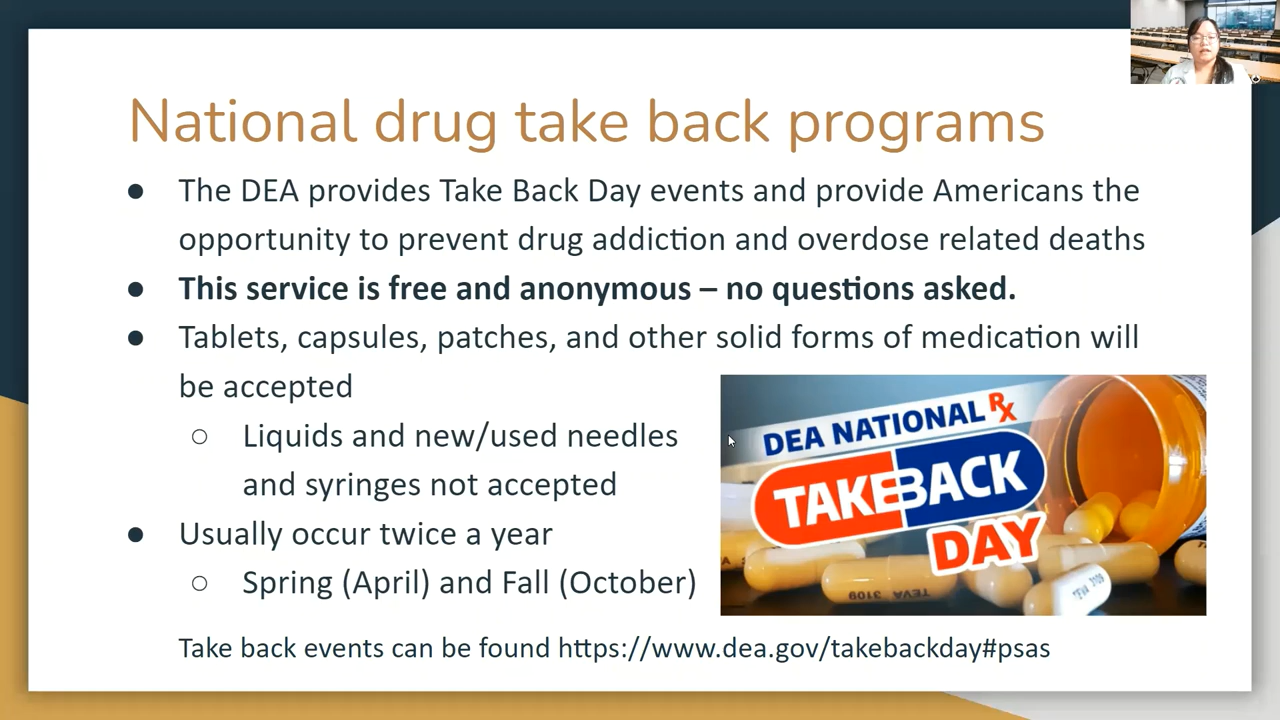 National drug take back programs
● The DEA provides Take Back Day events and provide Americans the
opportunity to prevent drug addiction and overdose related deaths
● This service is free and anonymous – no questions asked.
● Tablets, capsules, patches, and other solid forms of medication will
be accepted
○ Liquids and new/used needles
and syringes not accepted
● Usually occur twice a year
○ Spring (April) and Fall (October)
Take back events can be found https://www.dea.gov/takebackday#psas
DEA NATIONAL Rx
TAKEBACK
DAY
TEVA 3109
TEVA 3109